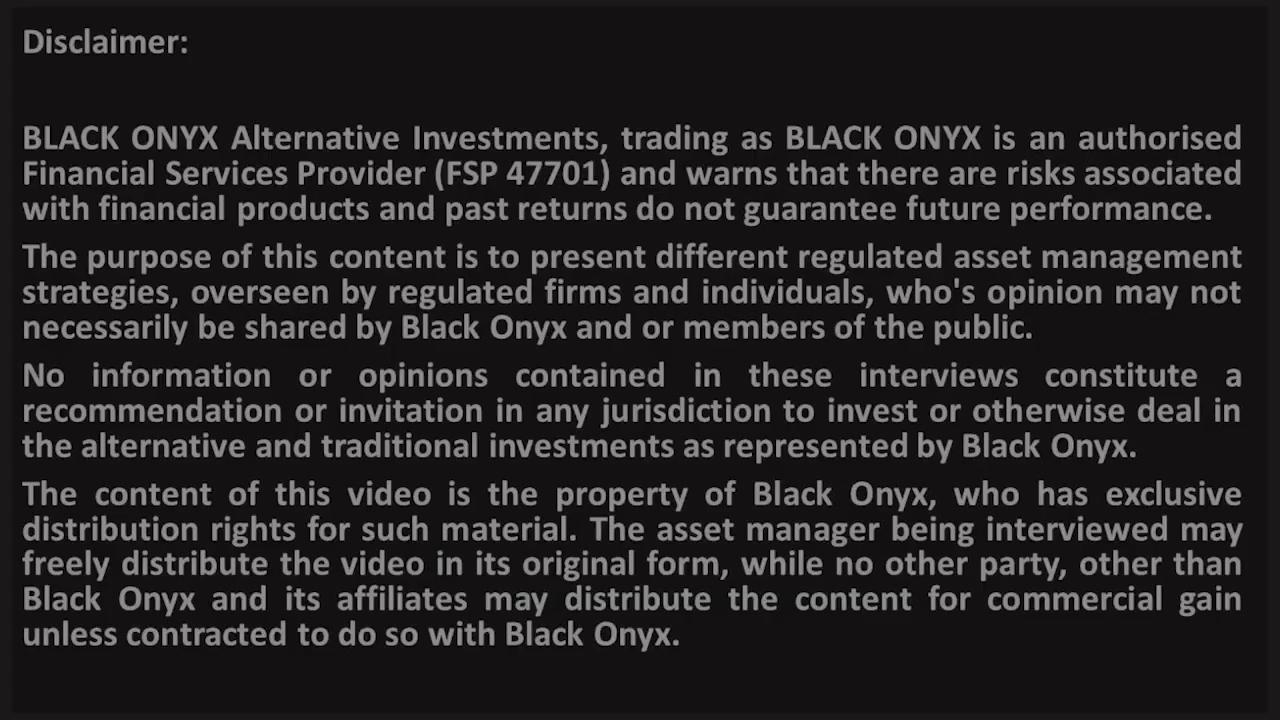 Disclaimer:
BLACK ONYX Alternative Investments, trading as BLACK ONYX is an authorised
Financial Services Provider (FSP 47701) and warns that there are risks associated
with financial products and past returns do not guarantee future performance.
The purpose of this content is to present different regulated asset management
strategies, overseen by regulated firms and individuals, who's opinion may not
necessarily be shared by Black Onyx and or members of the public.
No information or opinions contained in these interviews constitute a
recommendation or invitation in any jurisdiction to invest or otherwise deal in
the alternative and traditional investments as represented by Black Onyx.
The content of this video is the property of Black Onyx, who has exclusive
distribution rights for such material. The asset manager being interviewed may
freely distribute the video in its original form, while no other party, other than
Black Onyx and its affiliates may distribute the content for commercial gain
unless contracted to do so with Black Onyx.